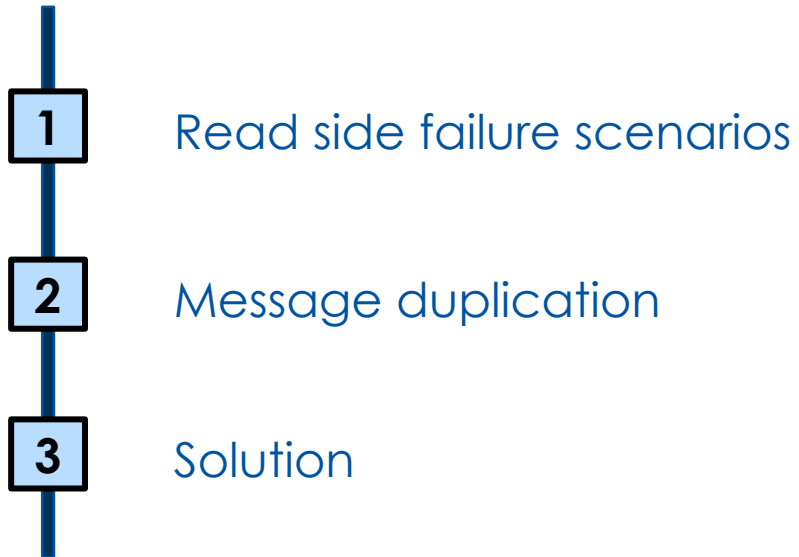 1 Read side failure scenarios
2 Message duplication
3 Solution